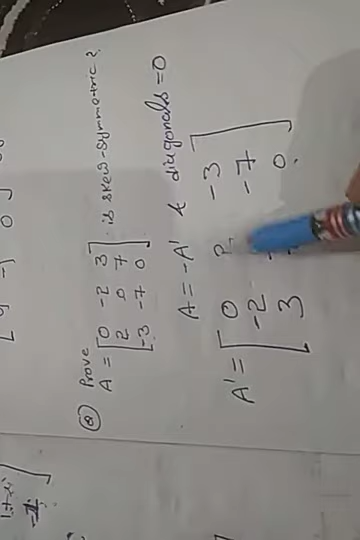 (Q) Prove
A = [0 -2 3
2 0 7
-3 -7 0] is skew-symmetric?
A = -A' & diagonals = 0
A' = [0 2 -3
-2 -7
3 0]